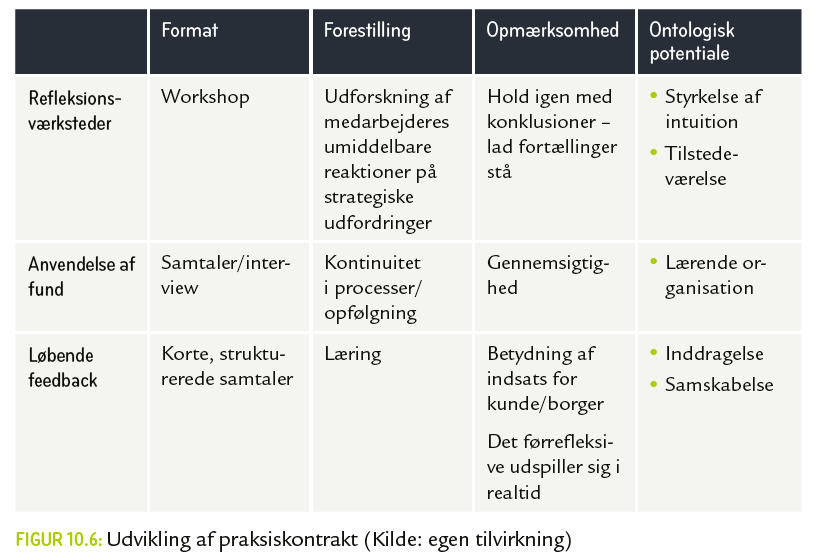 Format
Forestilling
Opmærksomhed
Ontologisk
potentiale
Refleksions-
værksteder
Workshop
Udforskning af
medarbejderes
umiddelbare
reaktioner på
strategiske
udfordringer
Hold igen med
konklusioner –
lad fortællinger
stå
• Styrkelse af
intuition
• Tilstede-
værelse
Anvendelse af
fund
Samtaler/inter-
view
Kontinuitet
i processer/
opfølgning
Gennemsigtig-
hed
• Lærende or-
ganisation
Løbende
feedback
Korte, struktu-
rerede samtaler
Læring
Betydning af
indsats for
kunde/borger
Det førrefleksi-
ve udspiller sig i
realtid
• Inddragelse
• Samskabelse
FIGUR 10.6: Udvikling af praksiskontrakt (Kilde: egen tilvirkning)